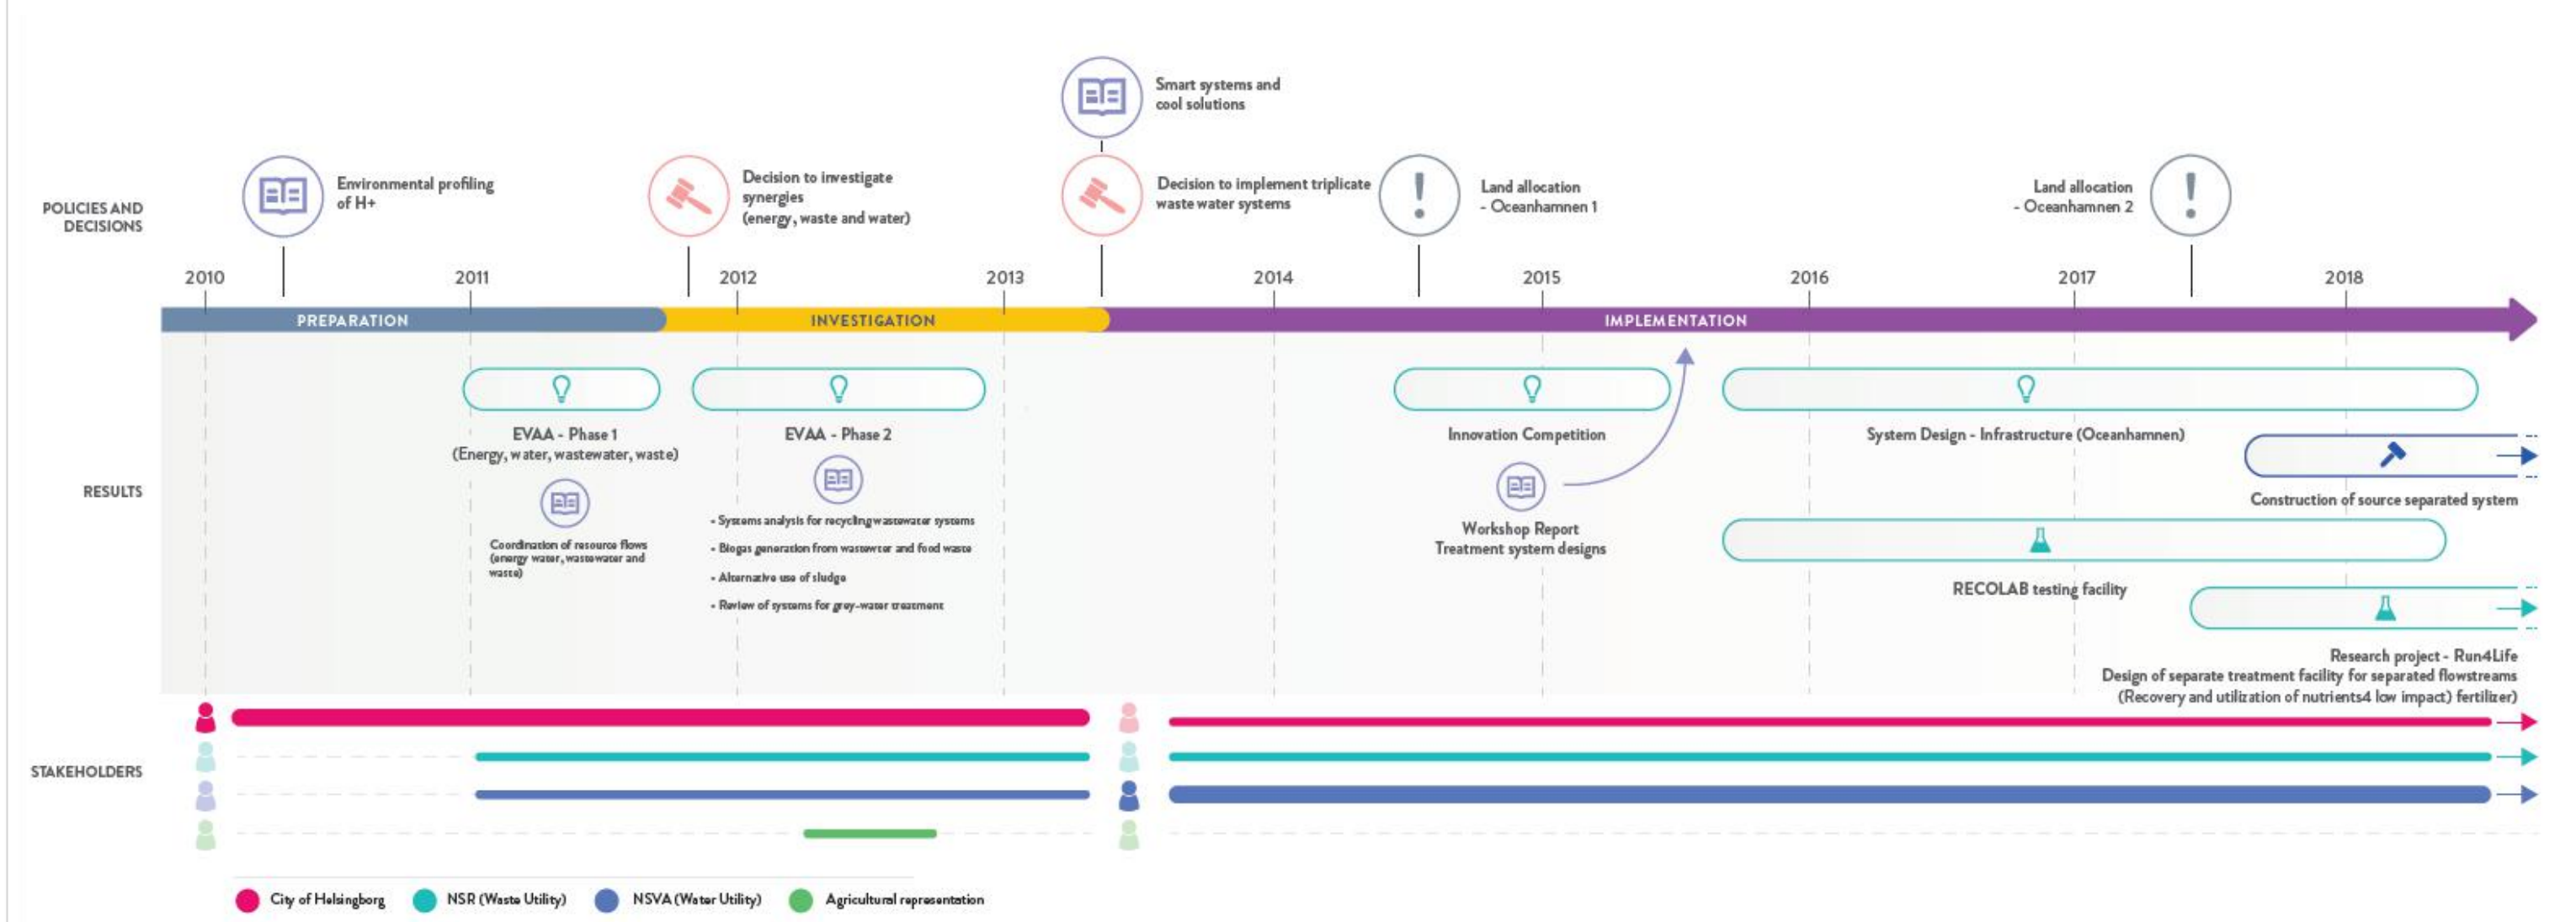 Smart systems and
cool solutions
Environmental profiling
of H+
Decision to investigate
synergies
(energy, waste and water)
Decision to implement triplicate
waste water systems
Land allocation
- Oceanhamnen 1
Land allocation
- Oceanhamnen 2
POLICIES AND
DECISIONS
2010
2011
2012
2013
2014
2015
2016
2017
2018
PREPARATION
INVESTIGATION
IMPLEMENTATION
EVAA - Phase 1
(Energy, water, wastewater, waste)
EVAA - Phase 2
Innovation Competition
System Design - Infrastructure (Oceanhamnen)
RESULTS
Construction of source separated system
Coordination of resource flows
(energy water, wastewater and
waste)
- Systems analysis for recycling wastewater systems
- Biogas generation from wastewter and food waste
- Alternative use of sludge
- Review of systems for grey-water treatment
Workshop Report
Treatment system designs
RECOLAB testing facility
Research project - Run4Life
Design of separate treatment facility for separated flowstreams
(Recovery and utilization of nutrients4 low impact) fertilizer)
STAKEHOLDERS
City of Helsingborg
NSR (Waste Utility)
NSVA (Water Utility)
Agricultural representation